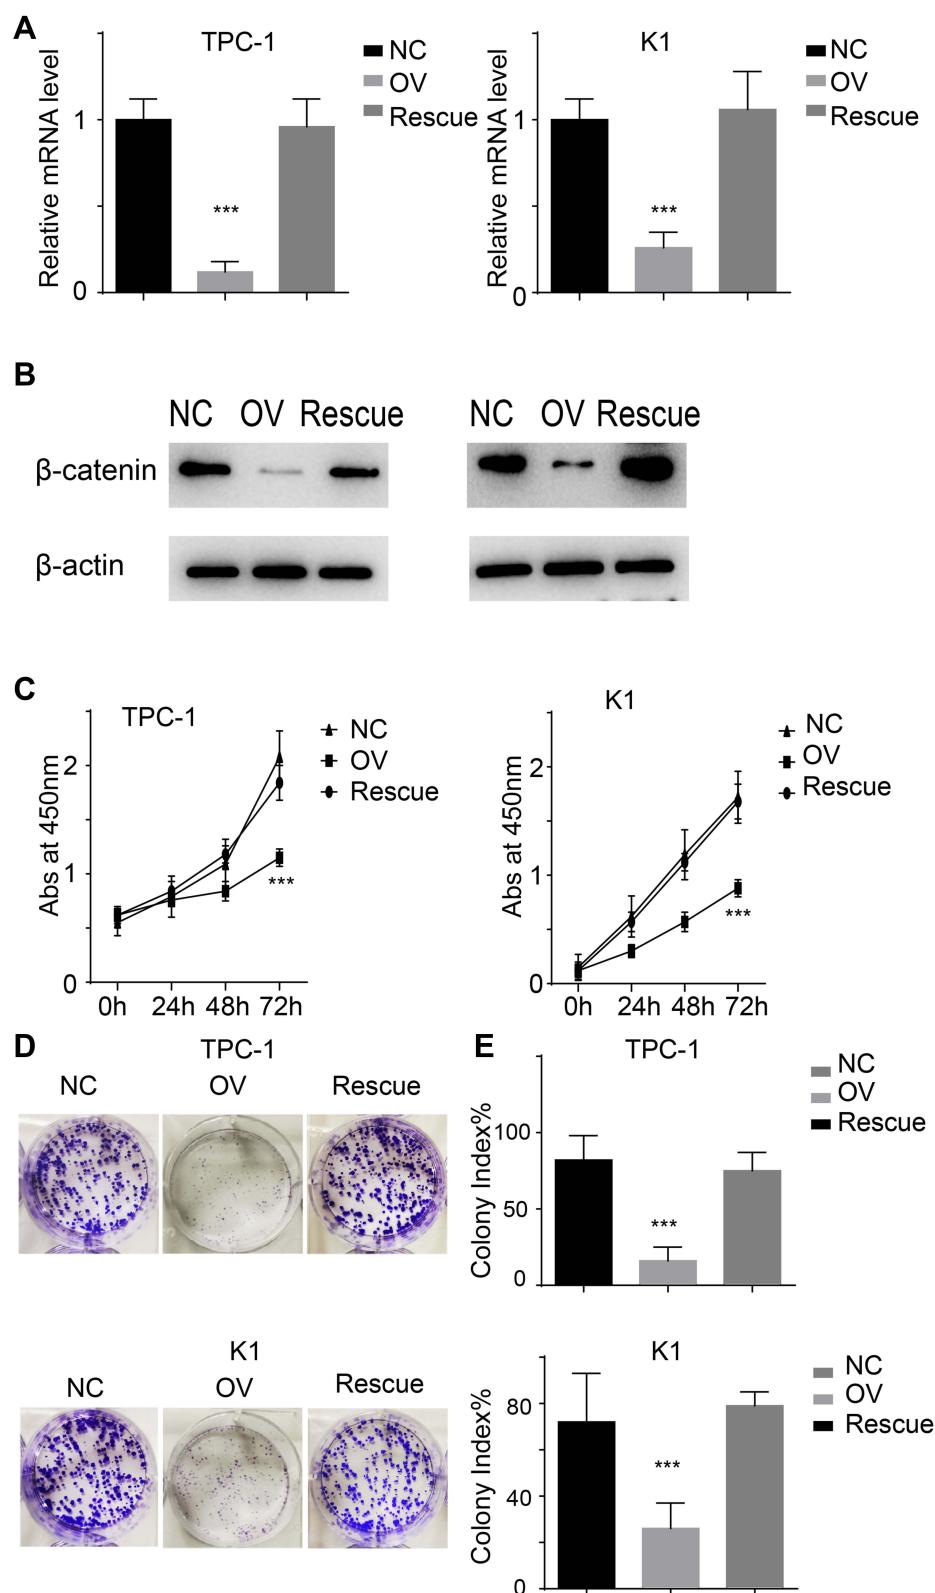 A
TPC-1
Relative mRNA level
1
0
***
NC
OV
Rescue
K1
Relative mRNA level
1
0
***
NC
OV
Rescue
B
NC OV Rescue
NC OV Rescue
β-catenin
β-actin
C
TPC-1
Abs at 450nm
2
1
0
0h 24h 48h 72h
***
NC
OV
Rescue
K1
Abs at 450nm
2
1
0
0h 24h 48h 72h
***
NC
OV
Rescue
D
TPC-1
NC OV Rescue
K1
NC OV Rescue
E
TPC-1
Colony Index%
100
50
0
***
NC
OV
Rescue
K1
Colony Index%
80
40
0
***
NC
OV
Rescue